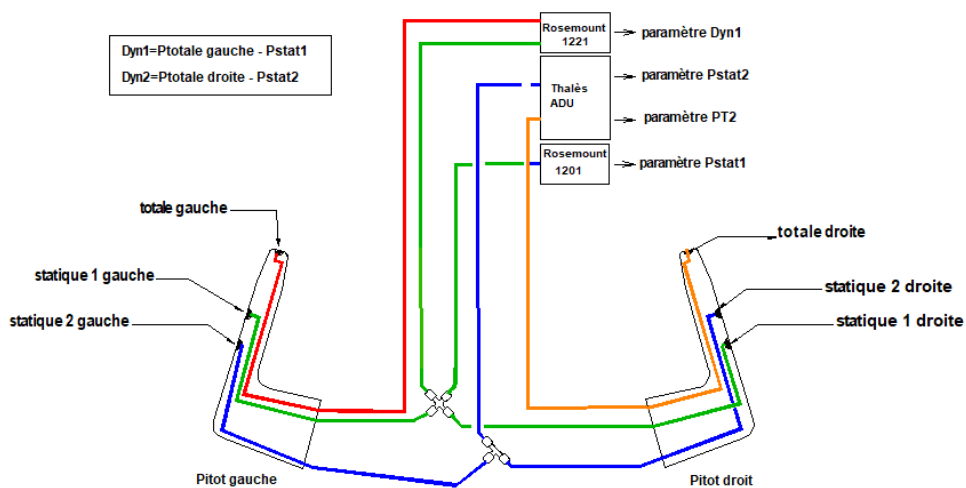 Rosemount
1221
paramètre Dyn1
Dyn1=Ptotale gauche - Pstat1
Dyn2=Ptotale droite - Pstat2
Thalès
ADU
paramètre Pstat2
paramètre PT2
Rosemount
1201
paramètre Pstat1
totale gauche
totale droite
statique 1 gauche
statique 2 droite
statique 2 gauche
statique 1 droite
Pitot gauche
Pitot droit